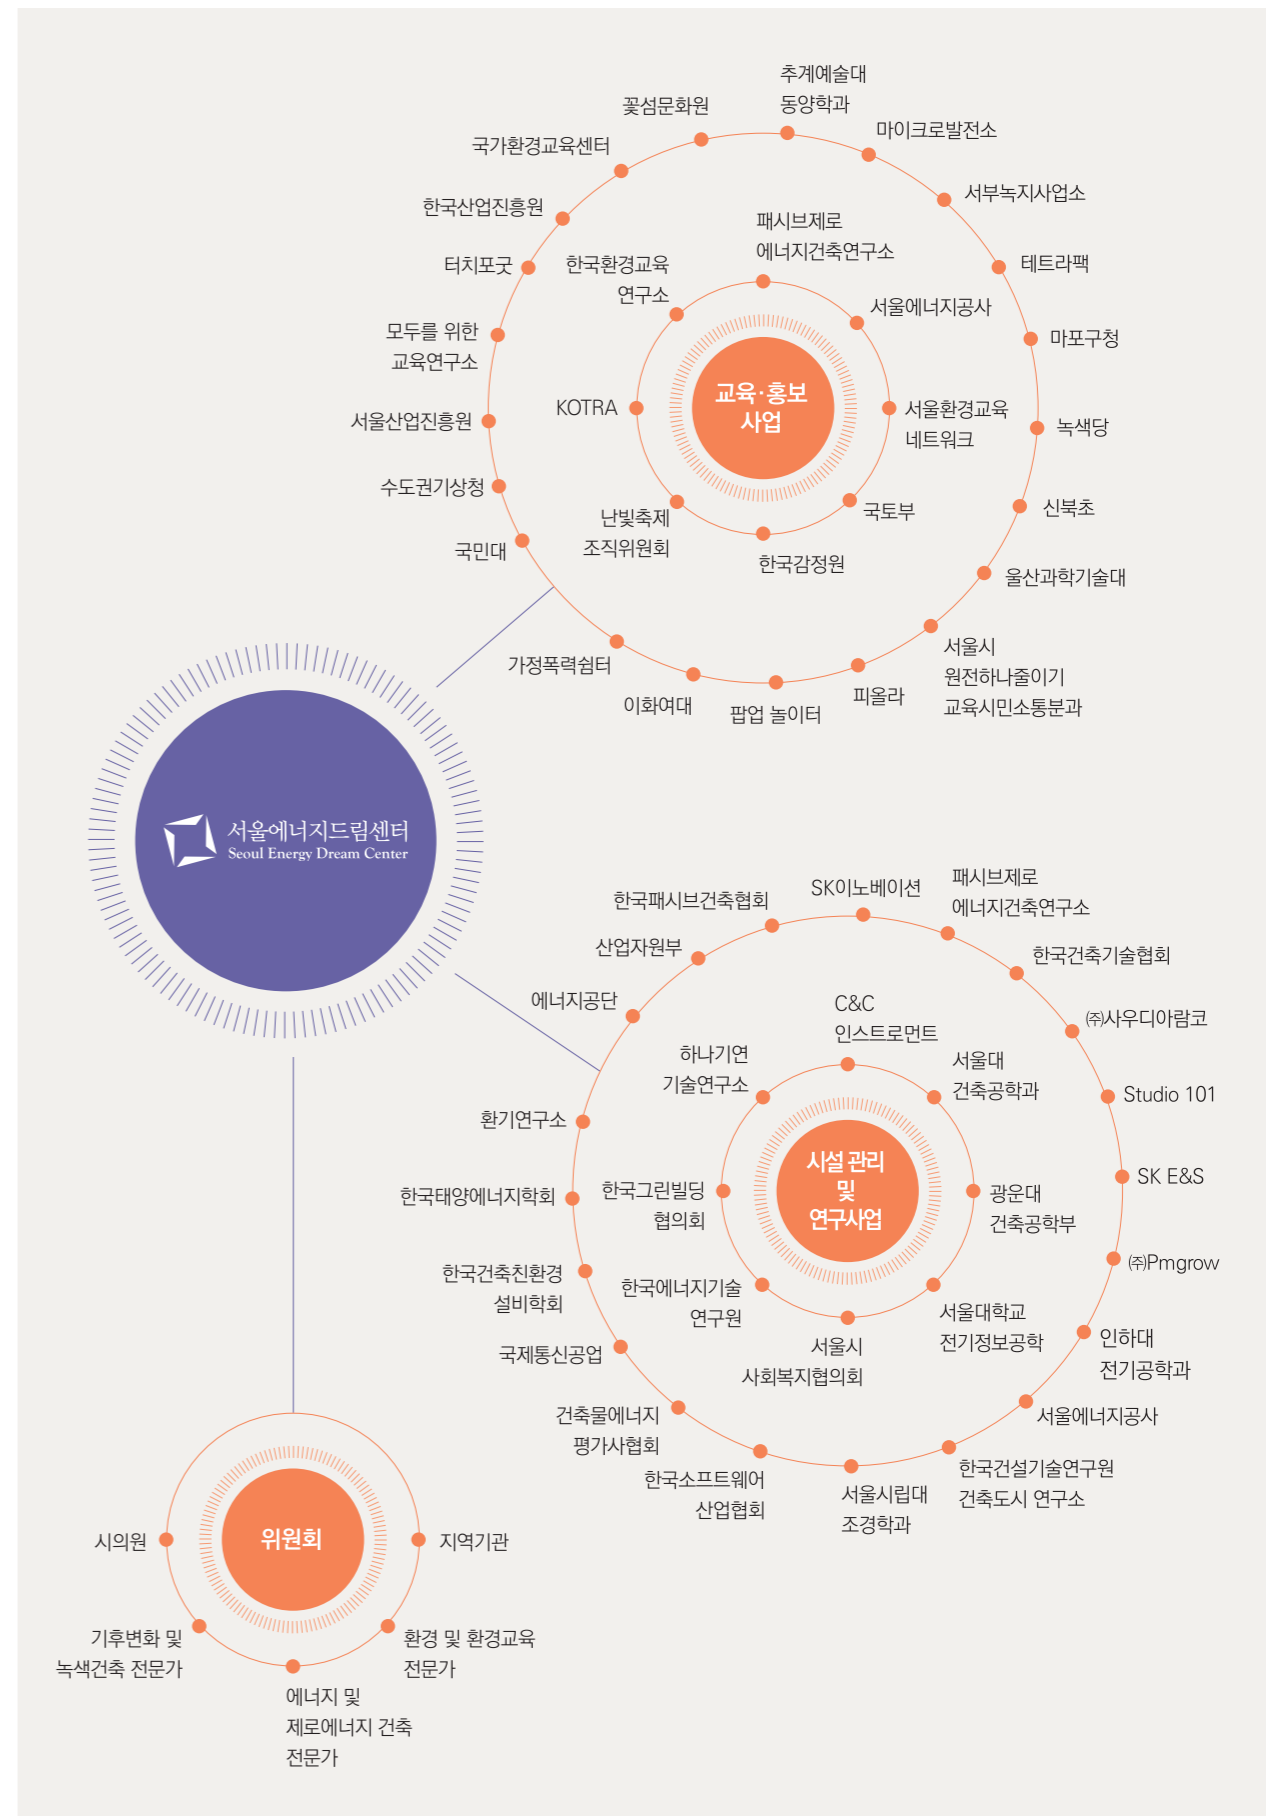 추계예술대
동양학과
꽃섬문화원
마이크로발전소
국가환경교육센터
서부녹지사업소
한국산업진흥원
패시브제로
에너지건축연구소
터치포굿
한국환경교육
연구소
테트라팩
서울에너지공사
모두를 위한
교육연구소
마포구청
교육·홍보
사업
KOTRA
서울환경교육
네트워크
서울산업진흥원
녹색당
수도권기상청
난빛축제
조직위원회
국토부
신북초
국민대
한국감정원
울산과학기술대
가정폭력쉼터
이화여대
팝업 놀이터
피올라
서울시
원전하나줄이기
교육시민소통분과
서울에너지드림센터
Seoul Energy Dream Center
한국패시브건축협회
SK이노베이션
패시브제로
에너지건축연구소
산업자원부
한국건축기술협회
에너지공단
C&C
인스트로먼트
㈜사우디아람코
하나기연
기술연구소
서울대
건축공학과
Studio 101
환기연구소
시설 관리
및
연구사업
SK E&S
한국태양에너지학회
한국그린빌딩
협의회
광운대
건축공학부
㈜Pmgrow
한국건축친환경
설비학회
한국에너지기술
연구원
서울대학교
전기정보공학
국제통신공업
서울시
사회복지협의회
인하대
전기공학과
건축물에너지
평가사협회
서울에너지공사
한국소프트웨어
산업협회
서울시립대
조경학과
한국건설기술연구원
건축도시 연구소
위원회
시의원
지역기관
기후변화 및
녹색건축 전문가
환경 및 환경교육
전문가
에너지 및
제로에너지 건축
전문가